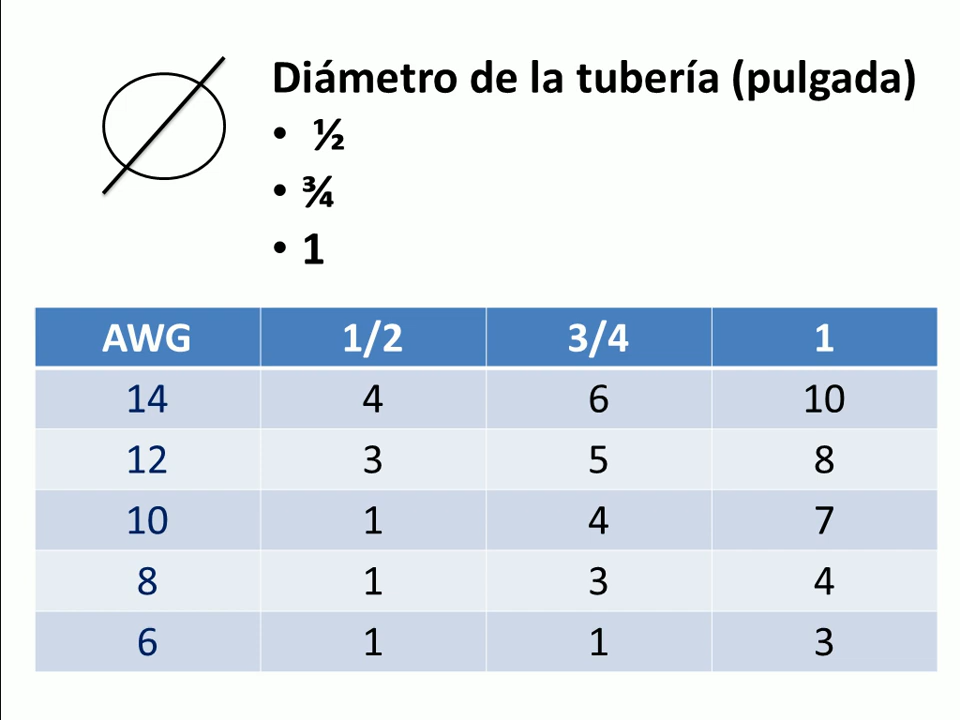 Diámetro de la tubería (pulgada)
• ½
• ¾
• 1
AWG 1/2 3/4 1
14 4 6 10
12 3 5 8
10 1 4 7
8 1 3 4
6 1 1 3